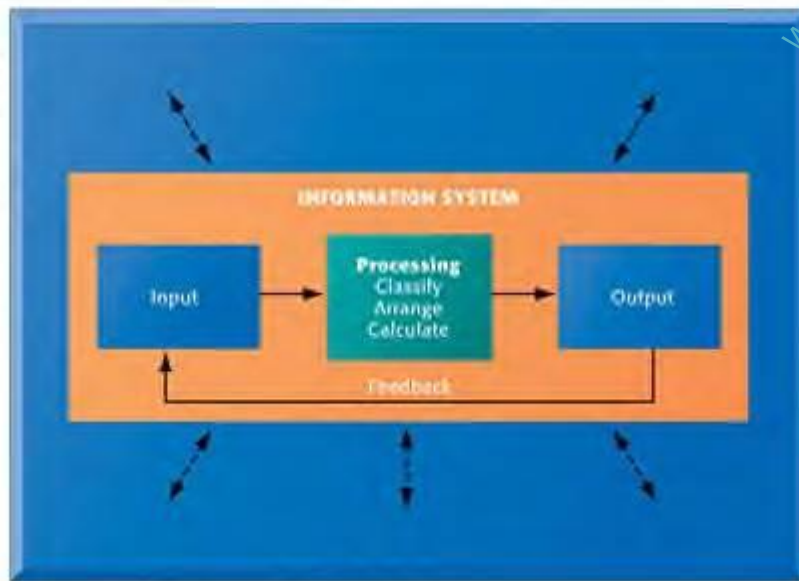 INFORMATION SYSTEM
Input
Processing
Classify
Arrange
Calculate
Output
Feedback